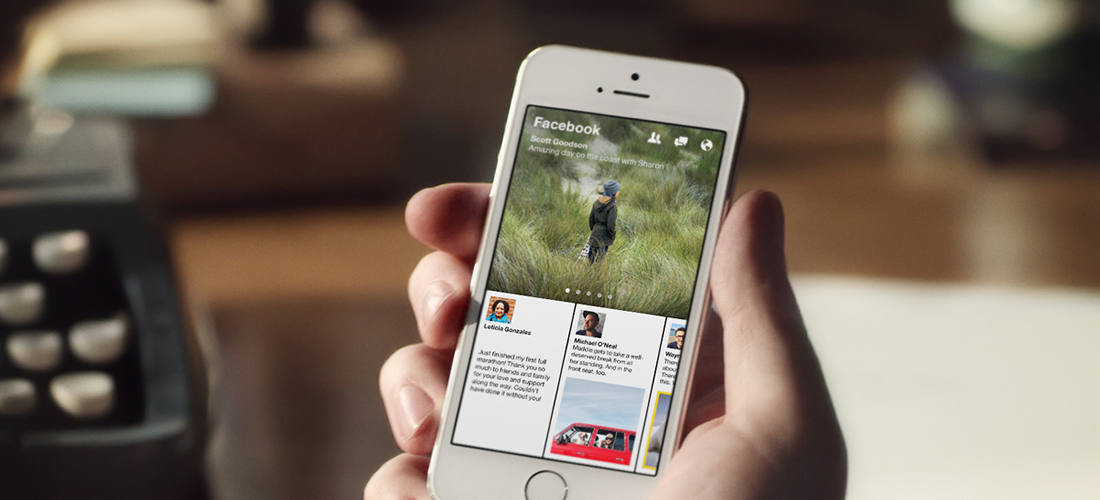 Facebook
Scott Goodson
Amazing day on the coast with Sharon
Leticia Gonzales
Just finished my first full
marathon! Thank you so
much to friends and family
for your love and support
along the way. Couldn't
have done it without you!
Michael O'Neal
Maddie gets to take a well-
deserved break from all
her standing. And in the
front seat, too.